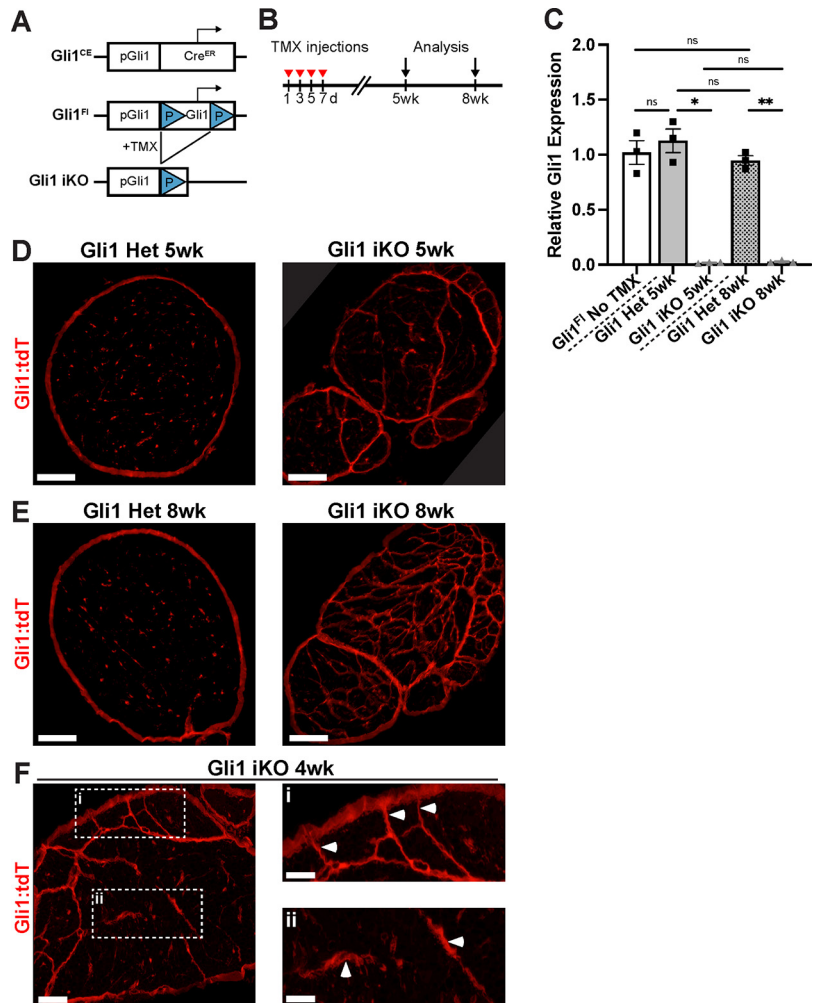 A
Gli1CE
pGli1
CreER
Gli1Fl
pGli1
P
Gli1
P
+TMX
Gli1 iKO
pGli1
P
B
TMX injections
Analysis
1 3 5 7 d
5wk
8wk
C
Relative Gli1 Expression
2.0
1.5
1.0
0.5
0.0
ns
ns
ns
ns
*
**
Gli1Fl No TMX
Gli1 Het 5wk
Gli1 iKO 5wk
Gli1 Het 8wk
Gli1 iKO 8wk
D
Gli1 Het 5wk
Gli1 iKO 5wk
Gli1:tdT
E
Gli1 Het 8wk
Gli1 iKO 8wk
Gli1:tdT
F
Gli1 iKO 4wk
Gli1:tdT
i
ii
i
ii